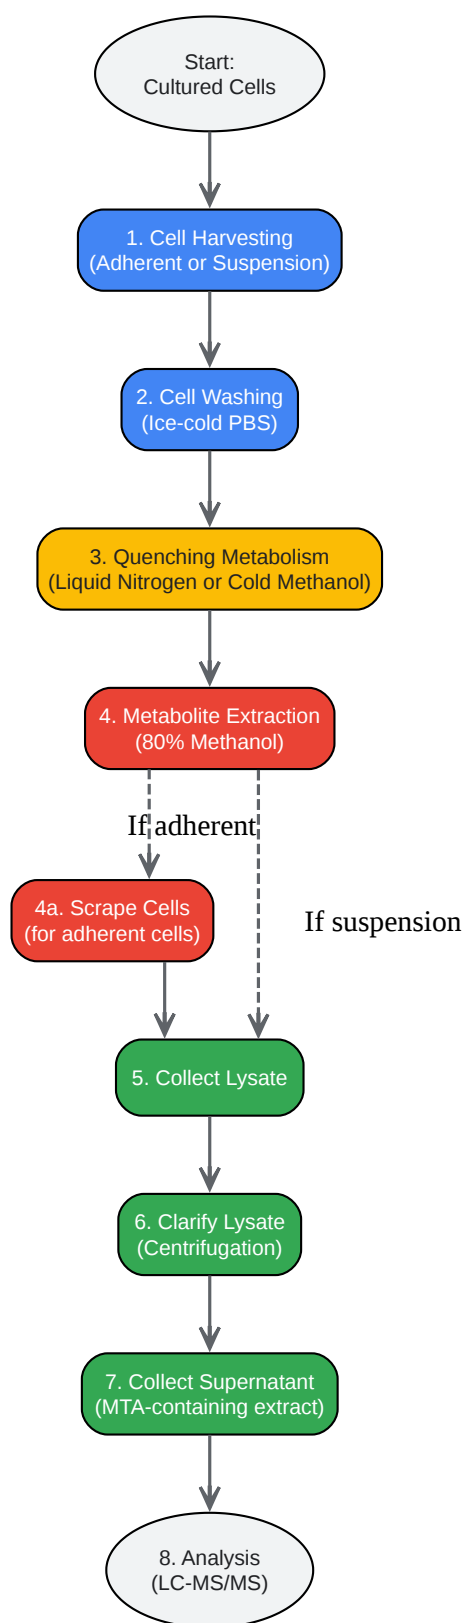 Start:
Cultured Cells
1. Cell Harvesting
(Adherent or Suspension)
2. Cell Washing
(Ice-cold PBS)
3. Quenching Metabolism
(Liquid Nitrogen or Cold Methanol)
4. Metabolite Extraction
(80% Methanol)
If adherent
4a. Scrape Cells
(for adherent cells)
If suspension
5. Collect Lysate
6. Clarify Lysate
(Centrifugation)
7. Collect Supernatant
(MTA-containing extract)
8. Analysis
(LC-MS/MS)